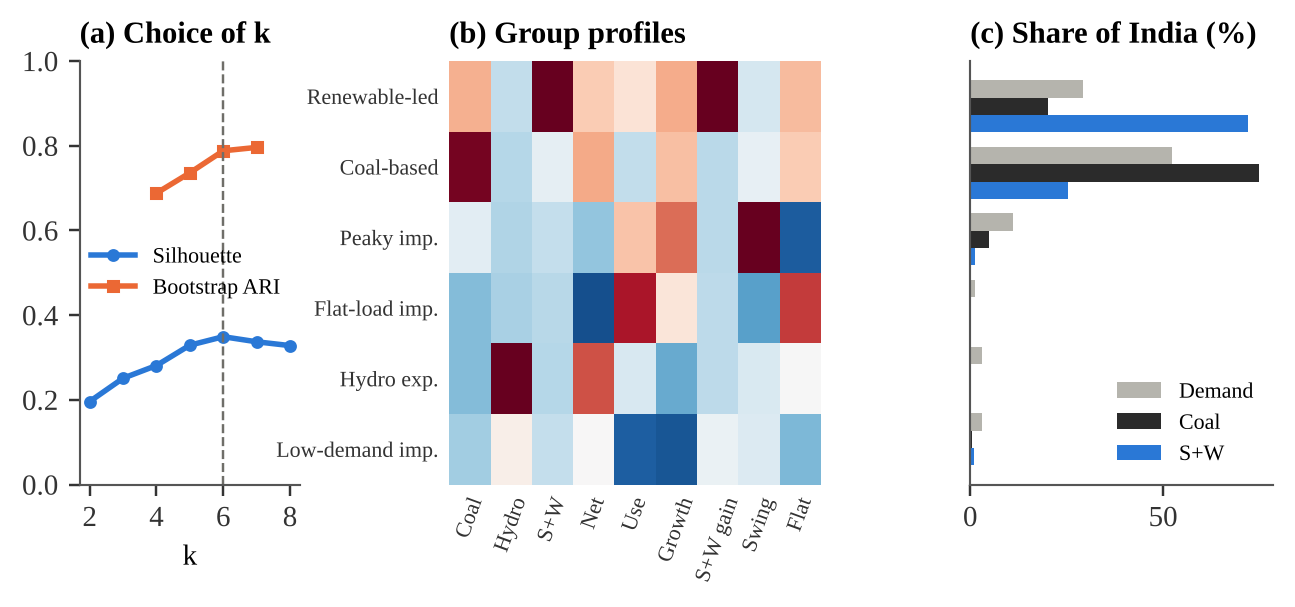 (a) Choice of k
1.0
0.8
0.6
0.4
0.2
0.0
2 4 6 8
k
Silhouette
Bootstrap ARI
(b) Group profiles
Renewable-led
Coal-based
Peaky imp.
Flat-load imp.
Hydro exp.
Low-demand imp.
Coal
Hydro
S+W
Net
Use
Growth
S+W gain
Swing
Flat
(c) Share of India (%)
Demand
Coal
S+W
0 50